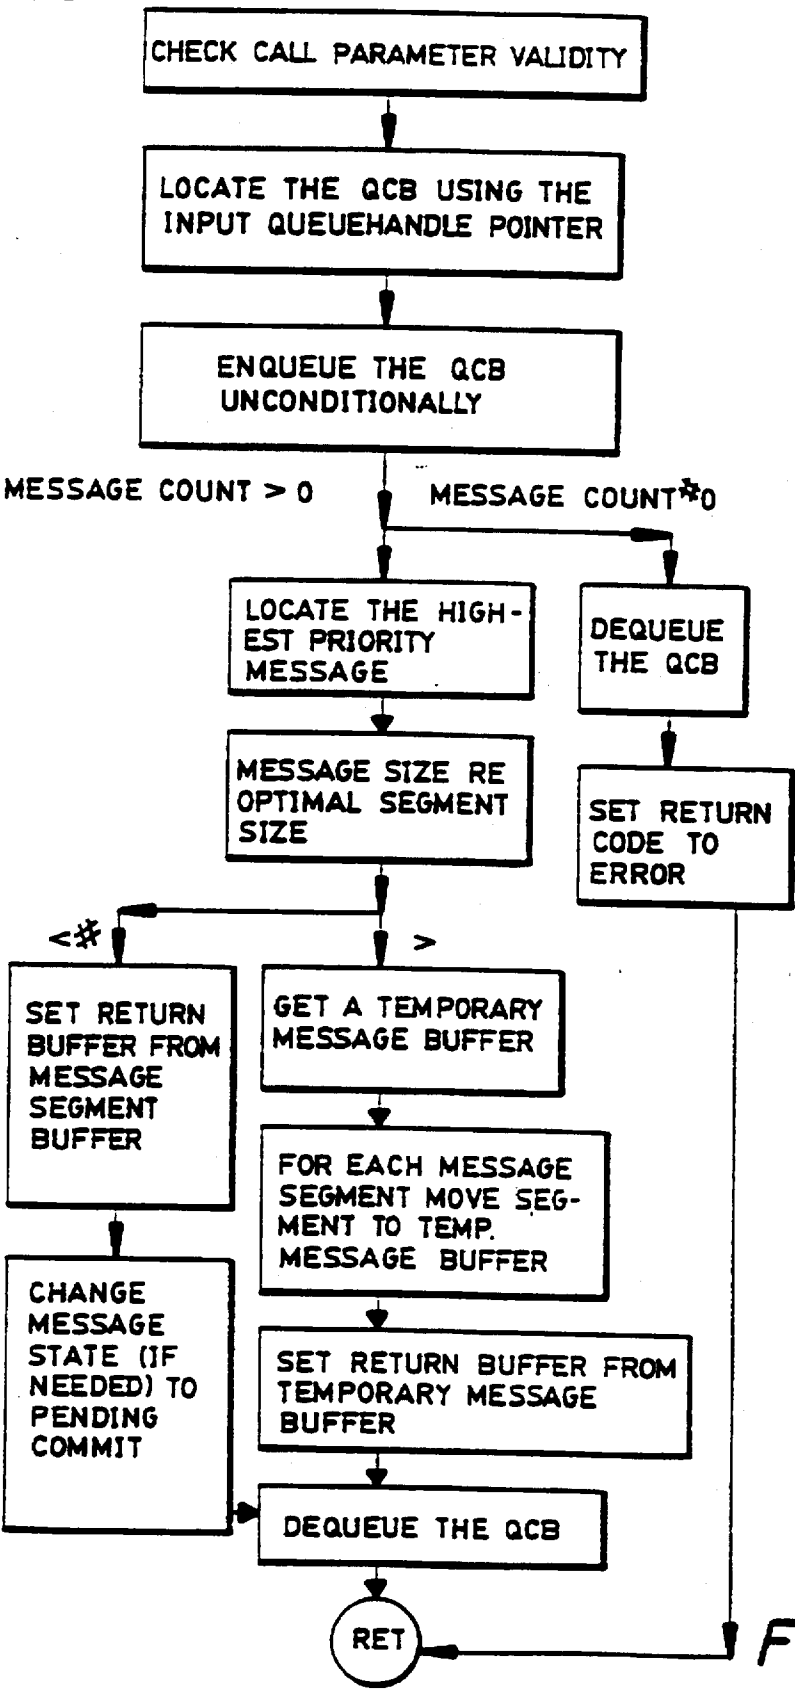 CHECK CALL PARAMETER VALIDITY
LOCATE THE QCB USING THE
INPUT QUEUEHANDLE POINTER
ENQUEUE THE QCB
UNCONDITIONALLY
MESSAGE COUNT > 0
MESSAGE COUNT#0
LOCATE THE HIGH-
EST PRIORITY
MESSAGE
DEQUEUE
THE QCB
MESSAGE SIZE RE
OPTIMAL SEGMENT
SIZE
SET RETURN
CODE TO
ERROR
<#
>
SET RETURN
BUFFER FROM
MESSAGE
SEGMENT
BUFFER
GET A TEMPORARY
MESSAGE BUFFER
FOR EACH MESSAGE
SEGMENT MOVE SEG-
MENT TO TEMP.
MESSAGE BUFFER
CHANGE
MESSAGE
STATE (IF
NEEDED) TO
PENDING
COMMIT
SET RETURN BUFFER FROM
TEMPORARY MESSAGE
BUFFER
DEQUEUE THE QCB
RET
F